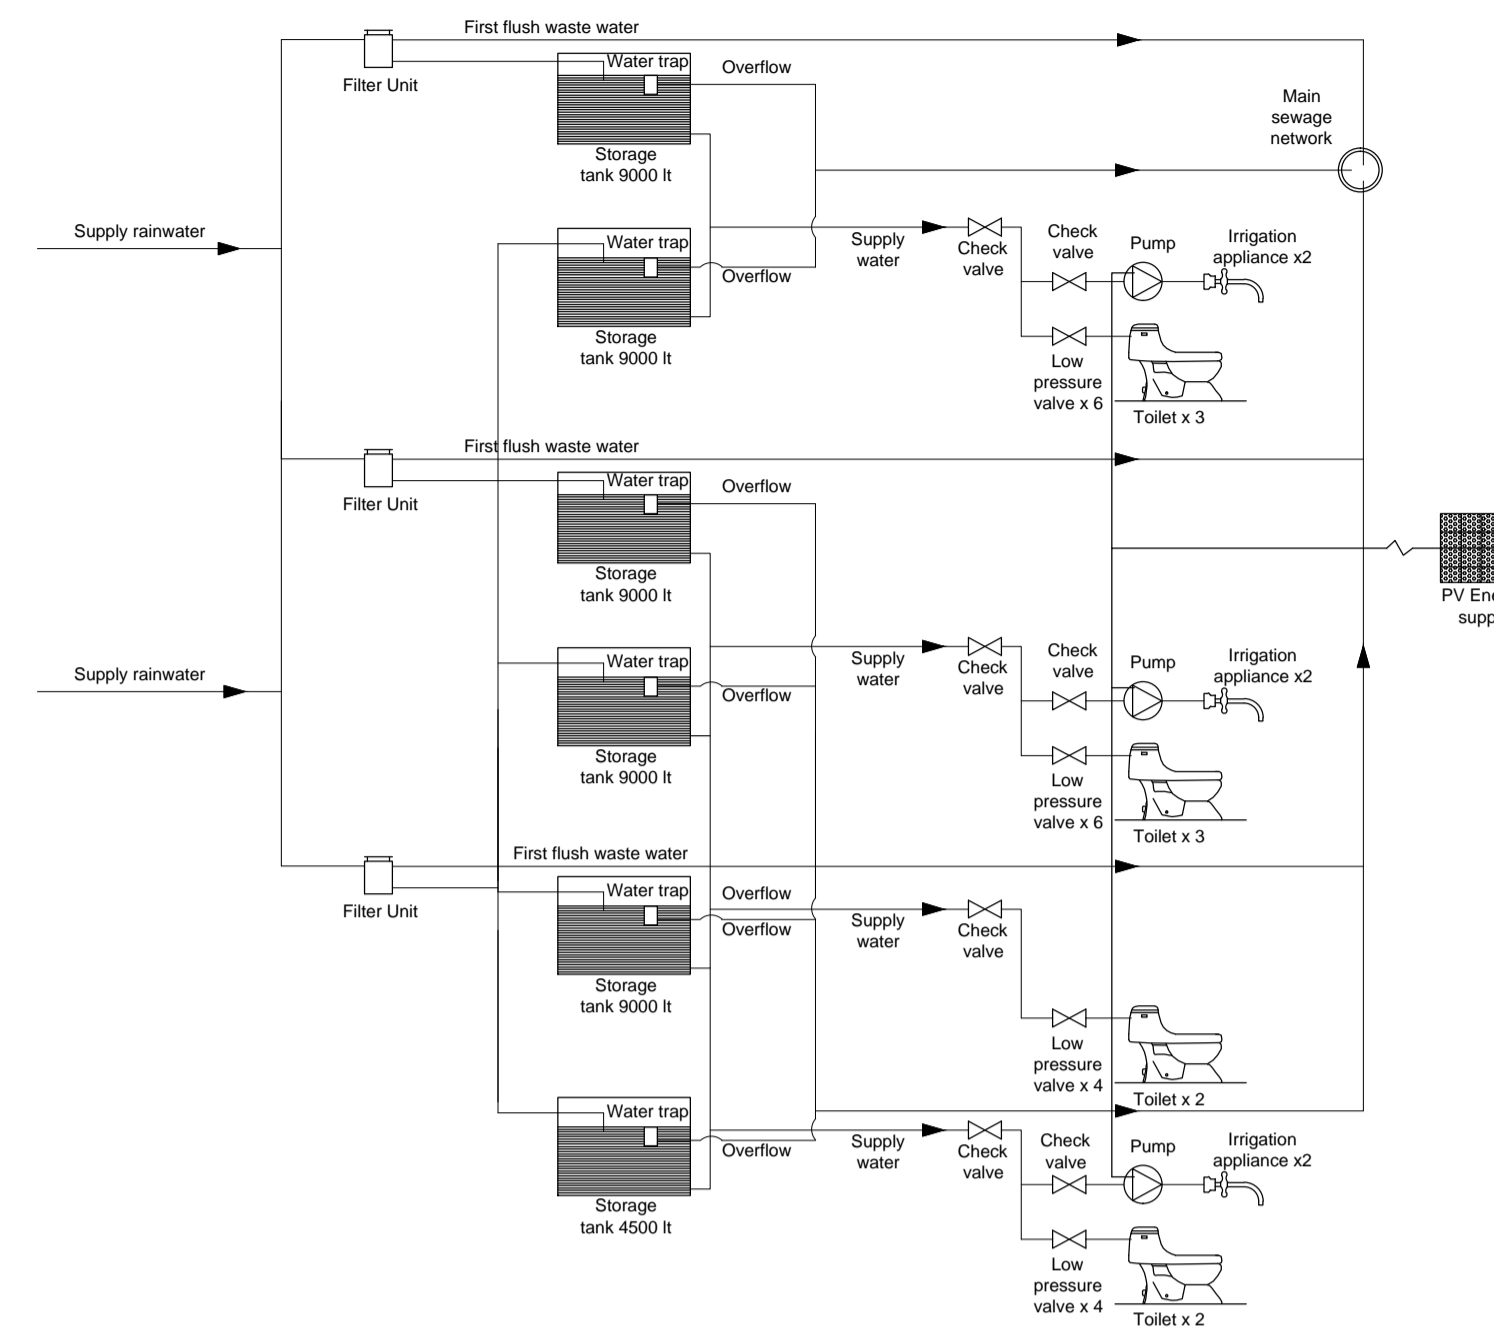 First flush waste water
Water trap
Overflow
Filter Unit
Main
sewage
network
Storage
tank 9000 lt
Supply rainwater
Water trap
Overflow
Supply
water
Check
valve
Check
valve
Pump
Irrigation
appliance x2
Storage
tank 9000 lt
Low
pressure
valve x 6
Toilet x 3
First flush waste water
Water trap
Overflow
Filter Unit
Storage
tank 9000 lt
PV Ene
supp
Supply rainwater
Water trap
Overflow
Supply
water
Check
valve
Check
valve
Pump
Irrigation
appliance x2
Storage
tank 9000 lt
Low
pressure
valve x 6
Toilet x 3
First flush waste water
Filter Unit
Water trap
Overflow
Overflow
Supply
water
Check
valve
Storage
tank 9000 lt
Low
pressure
valve x 4
Toilet x 2
Water trap
Overflow
Supply
water
Check
valve
Check
valve
Pump
Irrigation
appliance x2
Storage
tank 4500 lt
Low
pressure
valve x 4
Toilet x 2